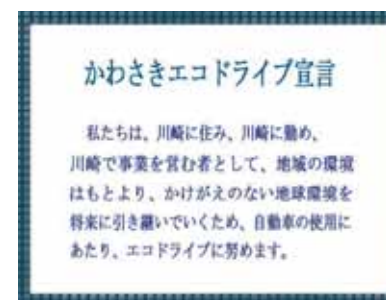 かわさきエコドライブ宣言
私たちは、川崎に住み、川崎に勤め、
川崎で事業を営む者として、地域の環境
はもとより、かけがえのない地球環境を
将来に引き継いでいくため、自動車の使用に
あたり、エコドライブに努めます。